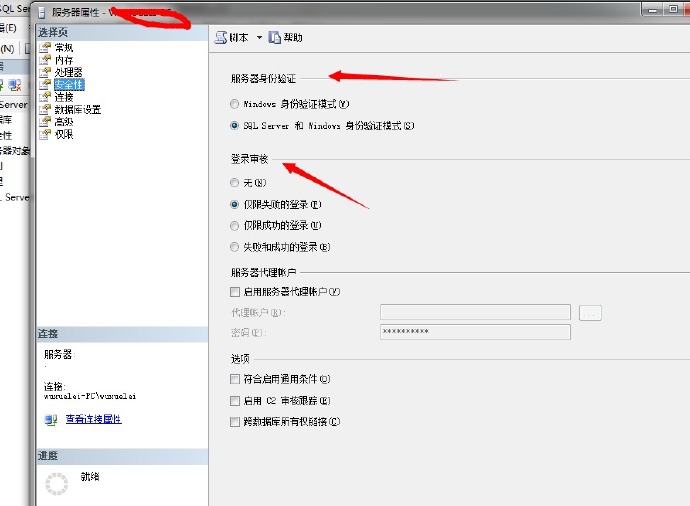 QL Server
服务器属性 -
(N)
选择页
常规
内存
处理器
安全性
连接
数据库设置
高级
权限
脚本
帮助
服务器身份验证
Windows 身份验证模式(W)
SQL Server 和 Windows 身份验证模式(S)
登录审核
无(N)
仅限失败的登录(F)
仅限成功的登录(U)
失败和成功的登录(B)
服务器代理帐户
启用服务器代理帐户(V)
代理帐户(R):
...
密码(P):
**********
选项
符合启用通用条件(Q)
启用 C2 审核跟踪(E)
跨数据库所有权链接(C)
Server
据库
全性
务器对象
L Serve
连接
服务器:
.
连接:
wuxuelei-PC\wuxuelei
查看连接属性
进度
就绪